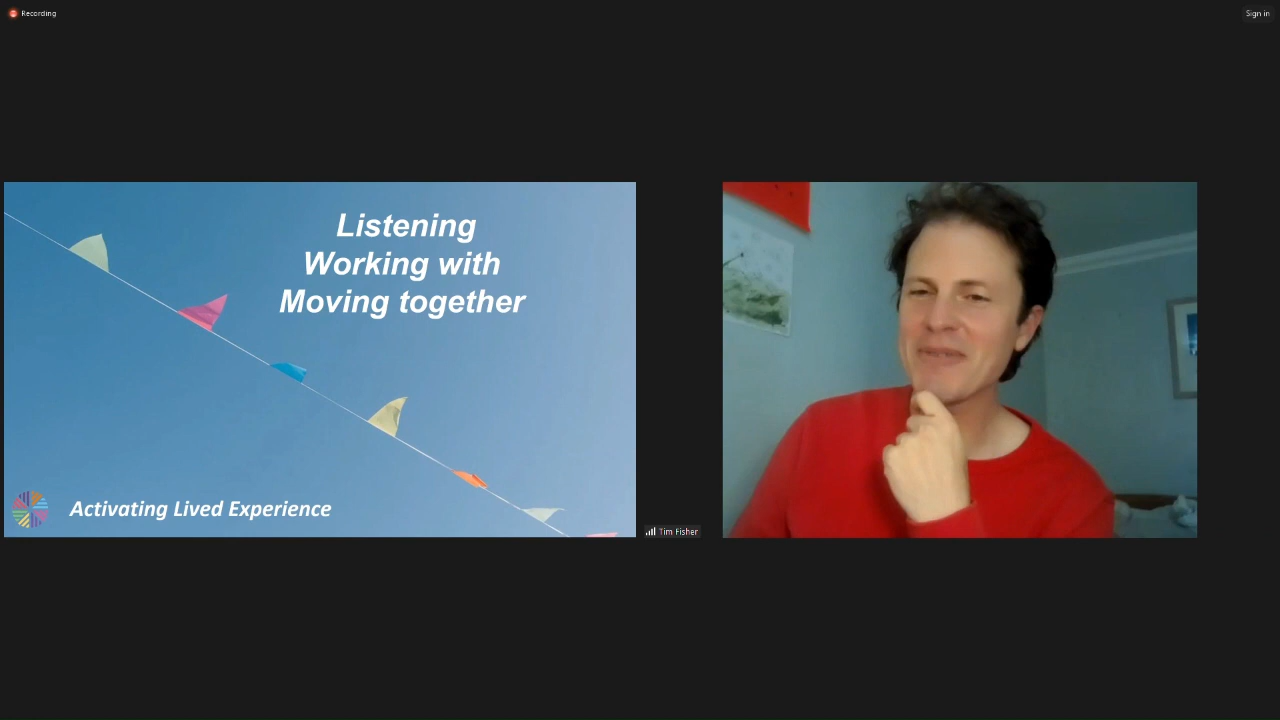 Recording
Sign in
Listening
Working with
Moving together
Activating Lived Experience
Tim Fisher